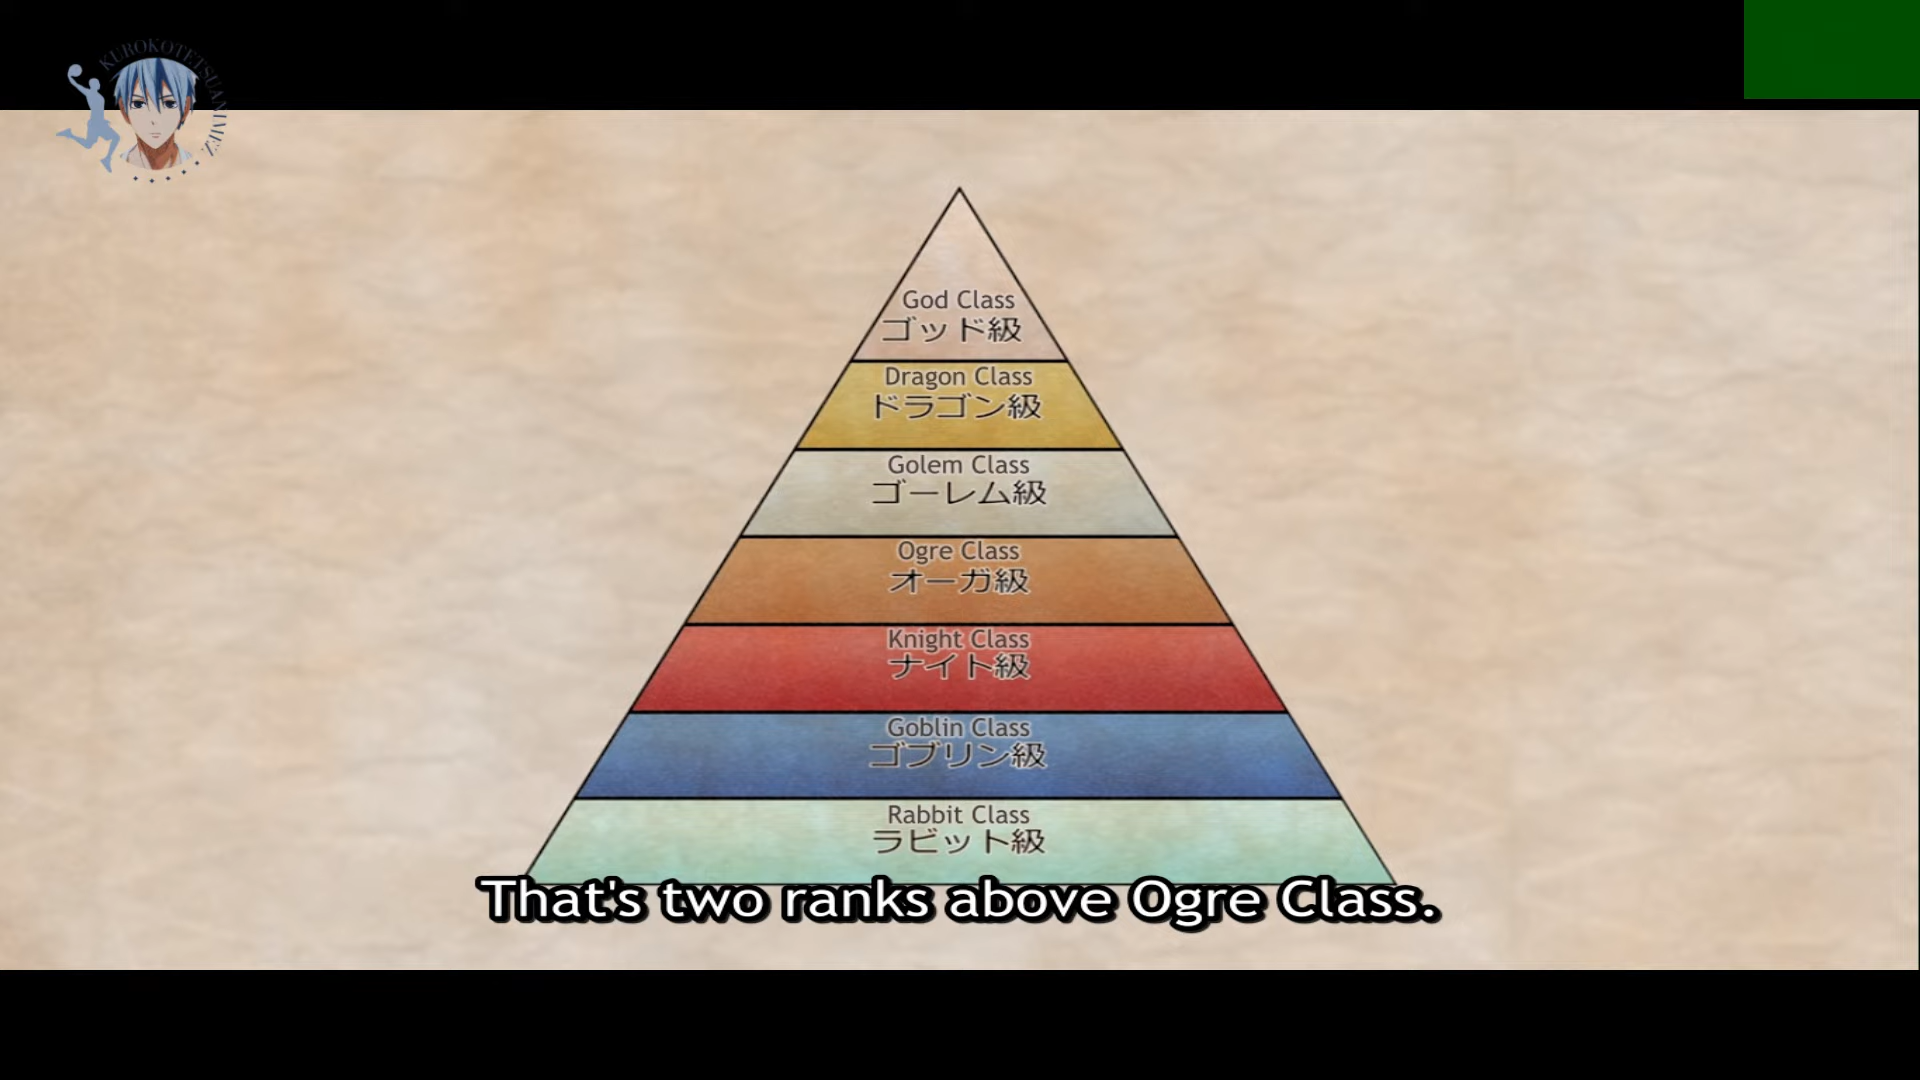 KUROKOTETSUANIMEZ
God Class
ゴッド級
Dragon Class
ドラゴン級
Golem Class
ゴーレム級
Ogre Class
オーガ級
Knight Class
ナイト級
Goblin Class
ゴブリン級
Rabbit Class
ラビット級
That's two ranks above Ogre Class.